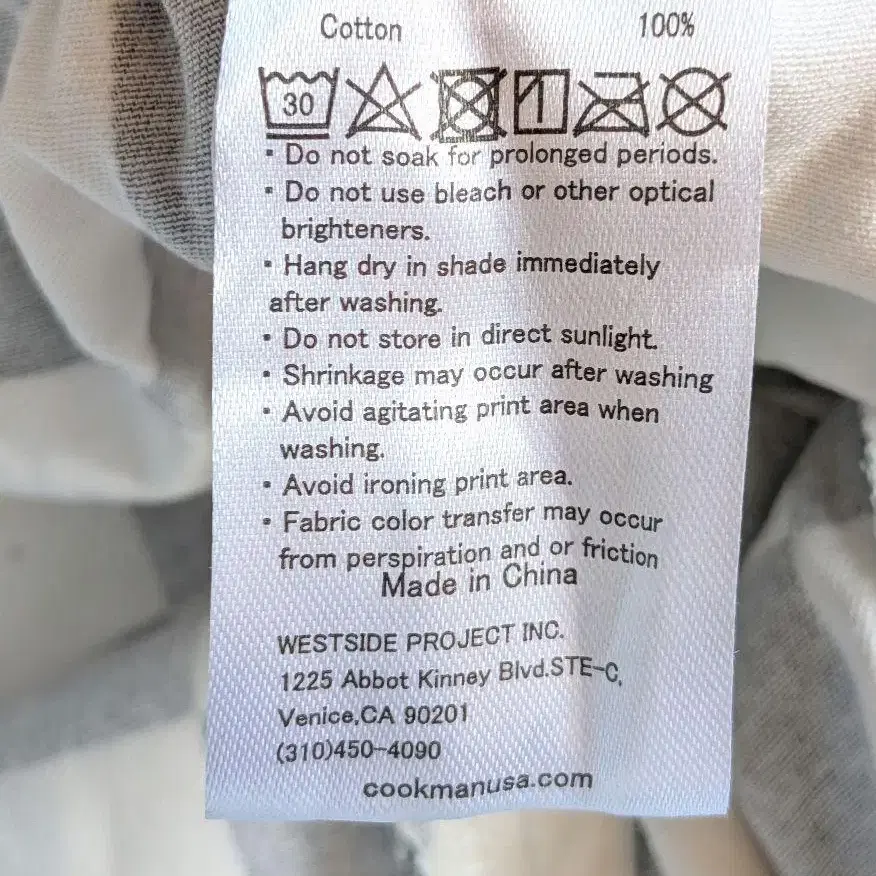 Cotton 100%
30
· Do not soak for prolonged periods.
· Do not use bleach or other optical
brighteners.
· Hang dry in shade immediately
after washing.
· Do not store in direct sunlight.
· Shrinkage may occur after washing
· Avoid agitating print area when
washing.
· Avoid ironing print area.
· Fabric color transfer may occur
from perspiration and or friction
Made in China
WESTSIDE PROJECT INC.
1225 Abbot Kinney Blvd.STE-C,
Venice,CA 90201
(310)450-4090
cookmanusa.com